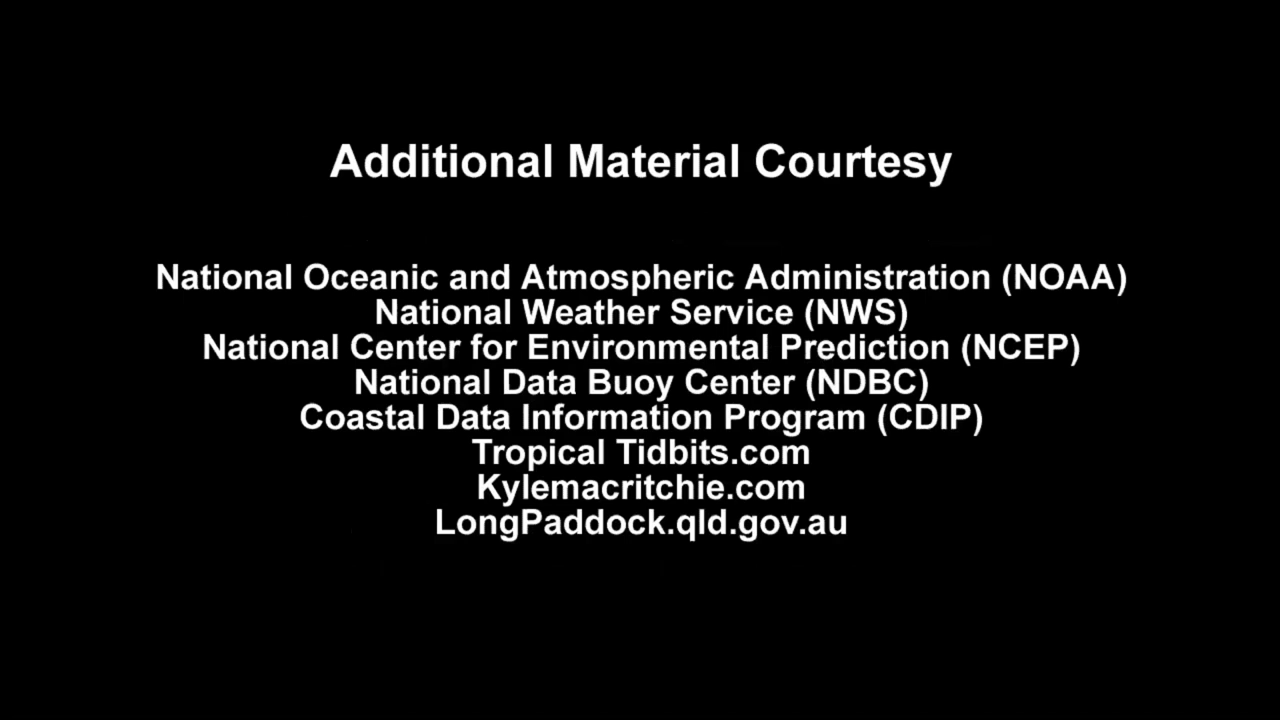 Additional Material Courtesy
National Oceanic and Atmospheric Administration (NOAA)
National Weather Service (NWS)
National Center for Environmental Prediction (NCEP)
National Data Buoy Center (NDBC)
Coastal Data Information Program (CDIP)
Tropical Tidbits.com
Kylemacritchie.com
LongPaddock.qld.gov.au